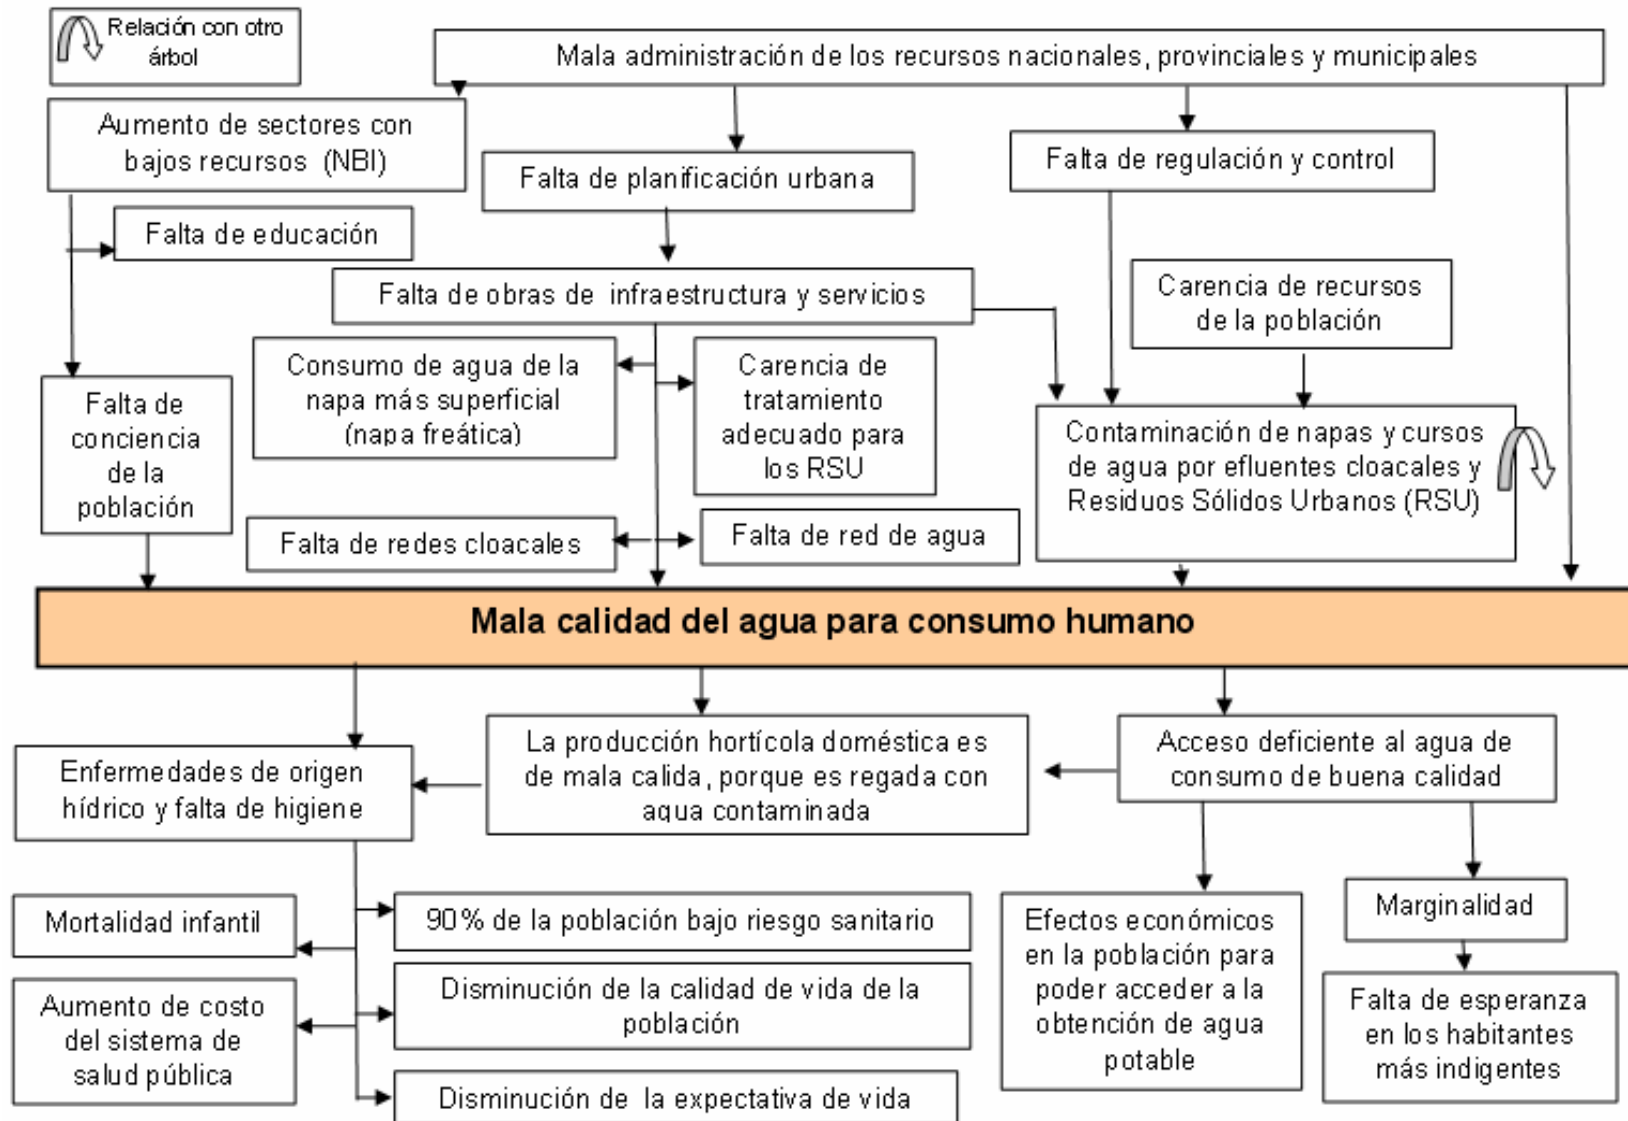 Relación con otro
árbol
Mala administración de los recursos nacionales, provinciales y municipales
Aumento de sectores con
bajos recursos (NBI)
Falta de planificación urbana
Falta de regulación y control
Falta de educación
Falta de obras de infraestructura y servicios
Carencia de recursos
de la población
Consumo de agua de la
napa más superficial
(napa freática)
Carencia de
tratamiento
adecuado para
los RSU
Falta de
conciencia
de la
población
Contaminación de napas y cursos
de agua por efluentes cloacales y
Residuos Sólidos Urbanos (RSU)
Falta de redes cloacales
Falta de red de agua
Mala calidad del agua para consumo humano
Enfermedades de origen
hídrico y falta de higiene
La producción hortícola doméstica es
de mala calida, porque es regada con
agua contaminada
Acceso deficiente al agua de
consumo de buena calidad
Mortalidad infantil
90% de la población bajo riesgo sanitario
Efectos económicos
en la población para
poder acceder a la
obtención de agua
potable
Marginalidad
Aumento de costo
del sistema de
salud pública
Disminución de la calidad de vida de la
población
Falta de esperanza
en los habitantes
más indigentes
Disminución de la expectativa de vida